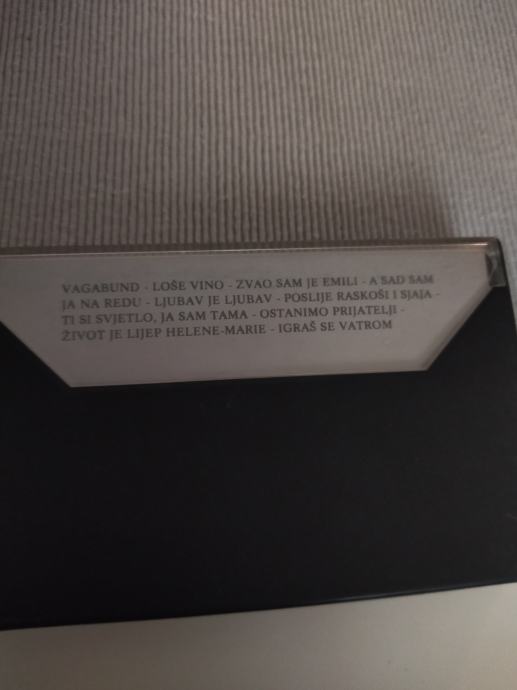 VAGABUND - LOŠE VINO - ZVAO SAM JE EMILI - A SAD SAM
JA NA REDU - LJUBAV JE LJUBAV - POSLIJE RASKOŠI I SJAJA -
TI SI SVJETLO, JA SAM TAMA - OSTANIMO PRIJATELJI -
ŽIVOT JE LIJEP HELENE-MARIE - IGRAŠ SE VATROM